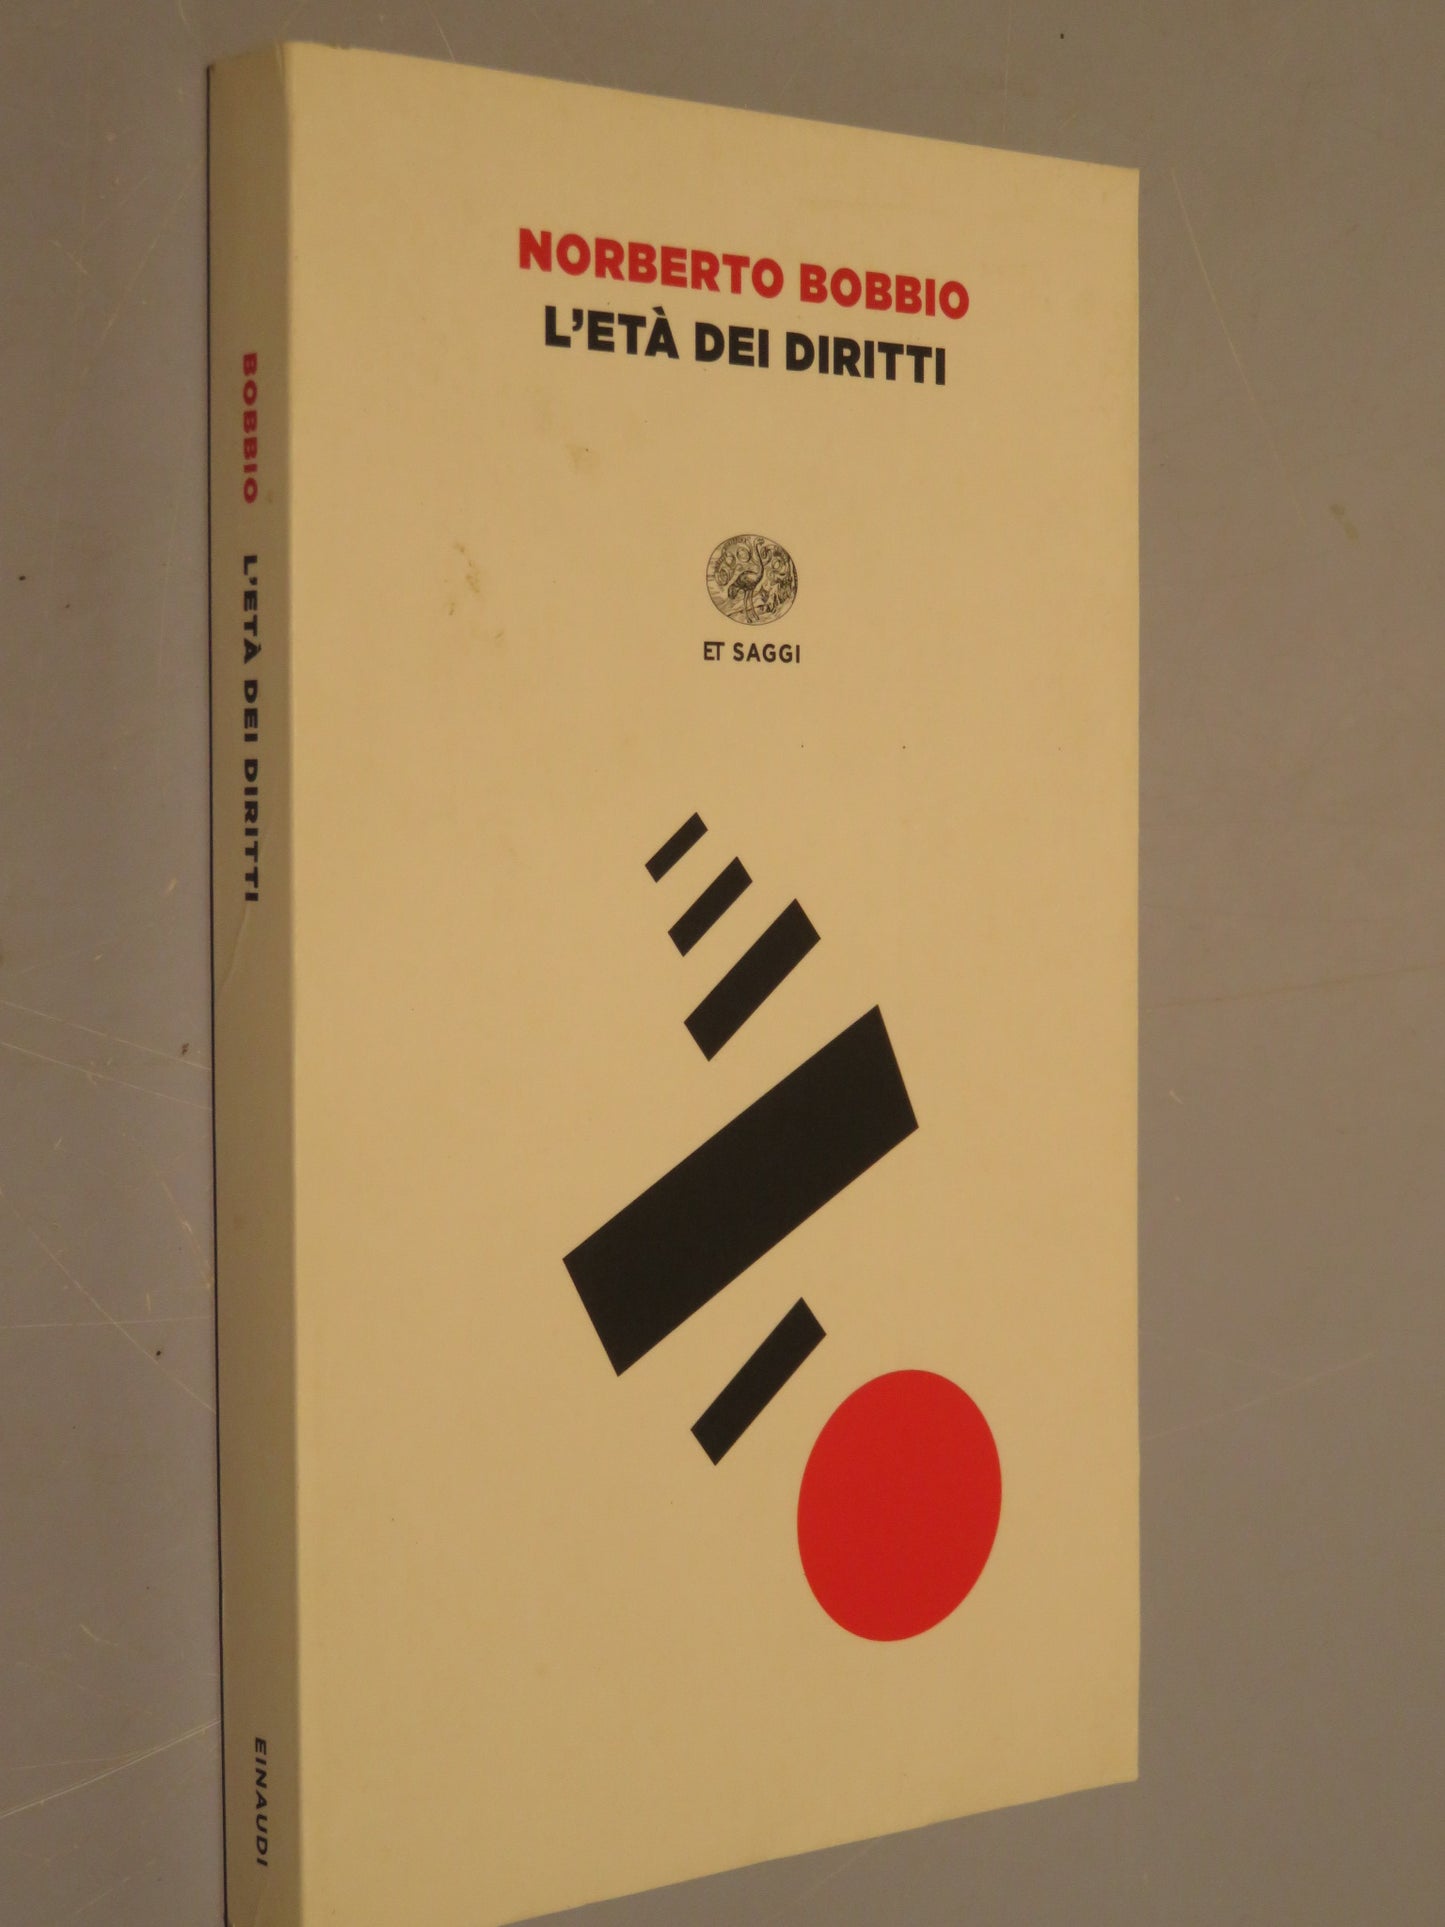 NORBERTO BOBBIO
L'ETÀ DEI DIRITTI
ET SAGGI
BOBBIO L'ETÀ DEI DIRITTI
EINAUDI